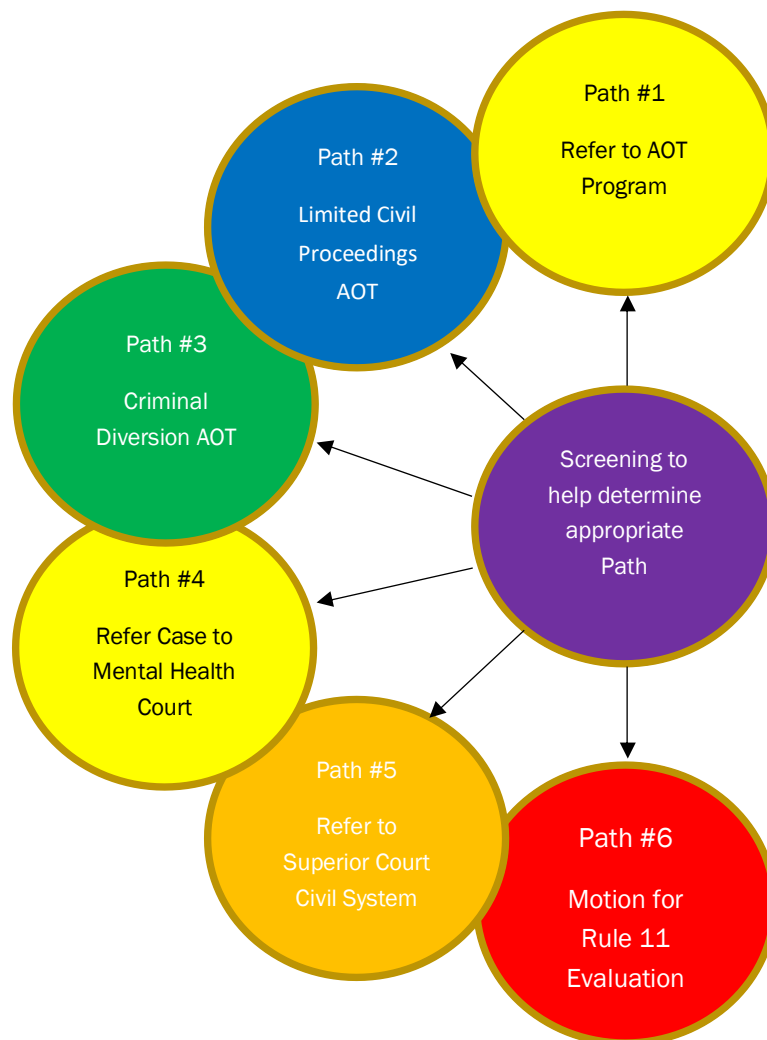 Path #1
Refer to AOT
Program
Path #2
Limited Civil
Proceedings
AOT
Path #3
Criminal
Diversion AOT
Screening to
help determine
appropriate
Path
Path #4
Refer Case to
Mental Health
Court
Path #5
Refer to
Superior Court
Civil System
Path #6
Motion for
Rule 11
Evaluation